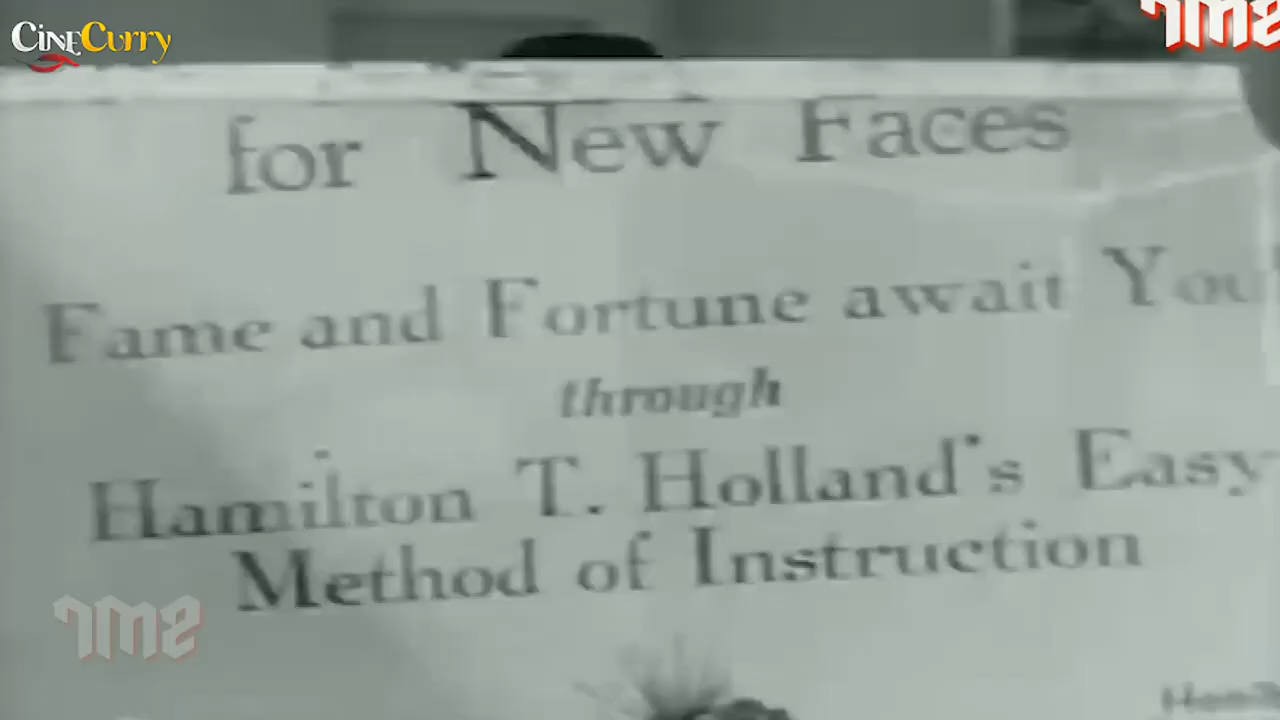 CineCurry
for New Faces
Fame and Fortune await You
through
Hamilton T. Holland's Easy
Method of Instruction